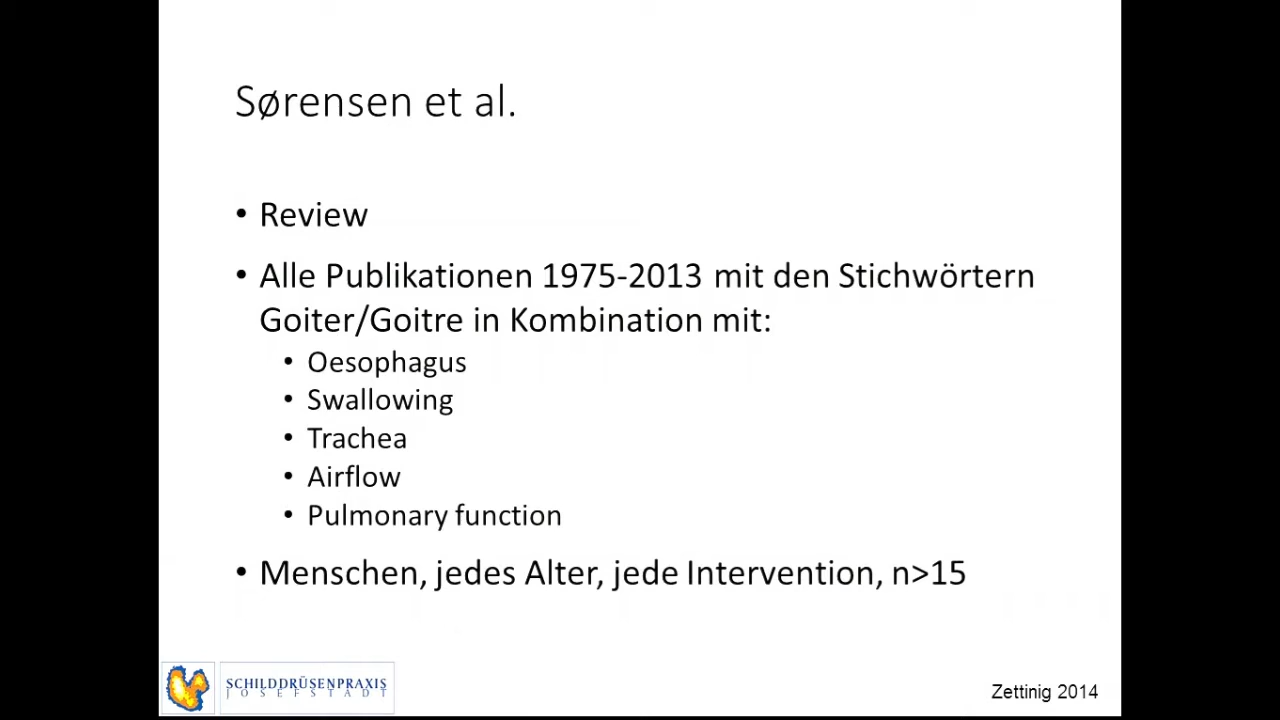 Sørensen et al.
• Review
• Alle Publikationen 1975-2013 mit den Stichwörtern
Goiter/Goitre in Kombination mit:
• Oesophagus
• Swallowing
• Trachea
• Airflow
• Pulmonary function
• Menschen, jedes Alter, jede Intervention, n>15
SCHILDDRÜSENPRAXIS
JOSEFSTADT
Zettinig 2014